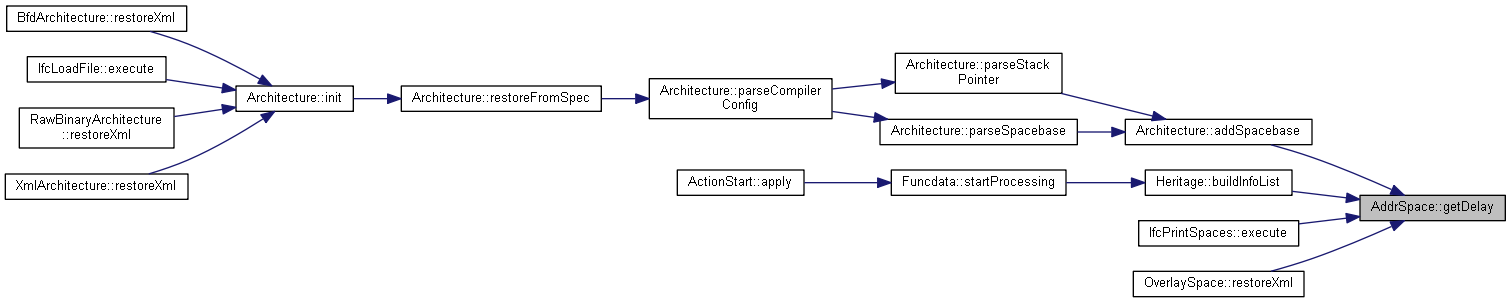 BfdArchitecture::restoreXml
IfcLoadFile::execute
RawBinaryArchitecture
::restoreXml
XmlArchitecture::restoreXml
Architecture::init
Architecture::restoreFromSpec
Architecture::parseCompiler
Config
Architecture::parseStack
Pointer
Architecture::parseSpacebase
Architecture::addSpacebase
ActionStart::apply
Funcdata::startProcessing
Heritage::buildInfoList
IfcPrintSpaces::execute
OverlaySpace::restoreXml
AddrSpace::getDelay